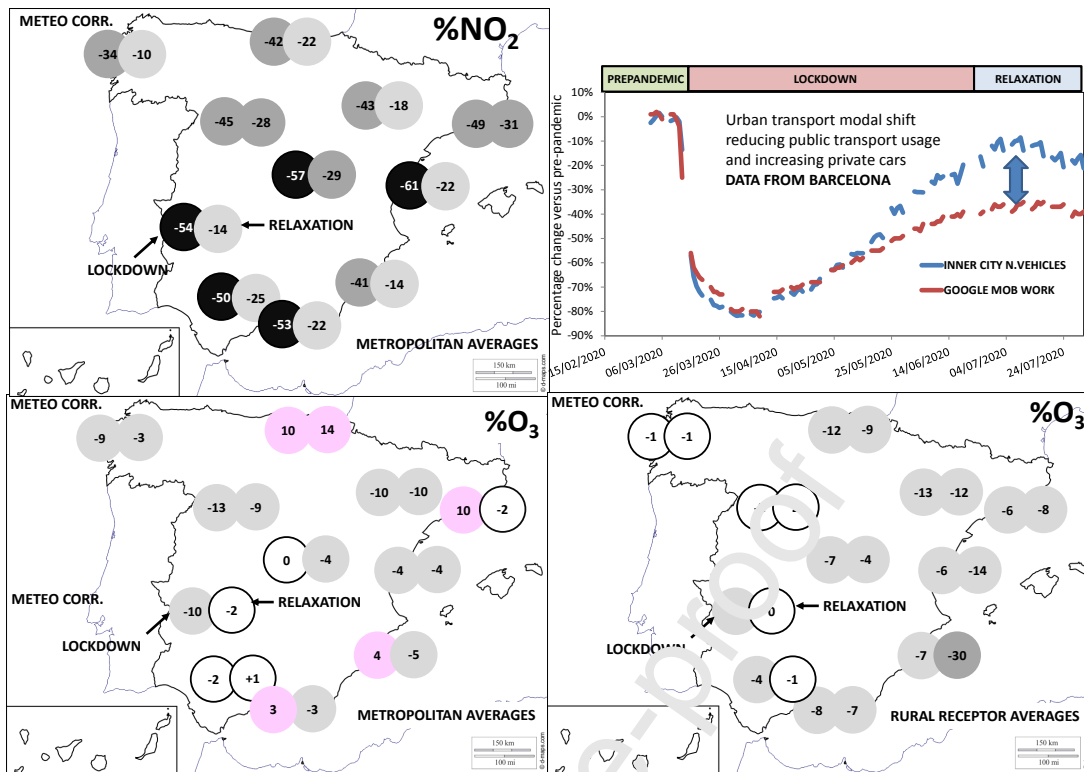 METEO CORR.
%NO2
-34 -10
-42 -22
-43 -18
-45 -28
-49 -31
-57 -29
-61 -22
-54 -14
RELAXATION
LOCKDOWN
-50 -25
-41 -14
-53 -22
METROPOLITAN AVERAGES
150 km
100 mi
© d-maps.com
PREPANDEMIC LOCKDOWN RELAXATION
Percentage change versus pre-pandemic
10%
0%
-10%
-20%
-30%
-40%
-50%
-60%
-70%
-80%
-90%
Urban transport modal shift
reducing public transport usage
and increasing private cars
DATA FROM BARCELONA
INNER CITY N.VEHICLES
GOOGLE MOB WORK
15/02/2020 06/03/2020 26/03/2020 15/04/2020 05/05/2020 25/05/2020 14/06/2020 04/07/2020 24/07/2020
METEO CORR.
%O3
-9 -3
10 14
-10 -10
-13 -9
10 -2
0 -4
-4 -4
METEO CORR.
-10 -2
RELAXATION
LOCKDOWN
4 -5
-2 +1
3 -3
METROPOLITAN AVERAGES
150 km
100 mi
© d-maps.com
METEO CORR.
%O3
-1 -1
-12 -9
-13 -12
-6 -8
-7 -4
-6 -14
0
RELAXATION
LOCKDOWN
-7 -30
-4 -1
-8 -7
RURAL RECEPTOR AVERAGES
150 km
100 mi
© d-maps.com
e-proof